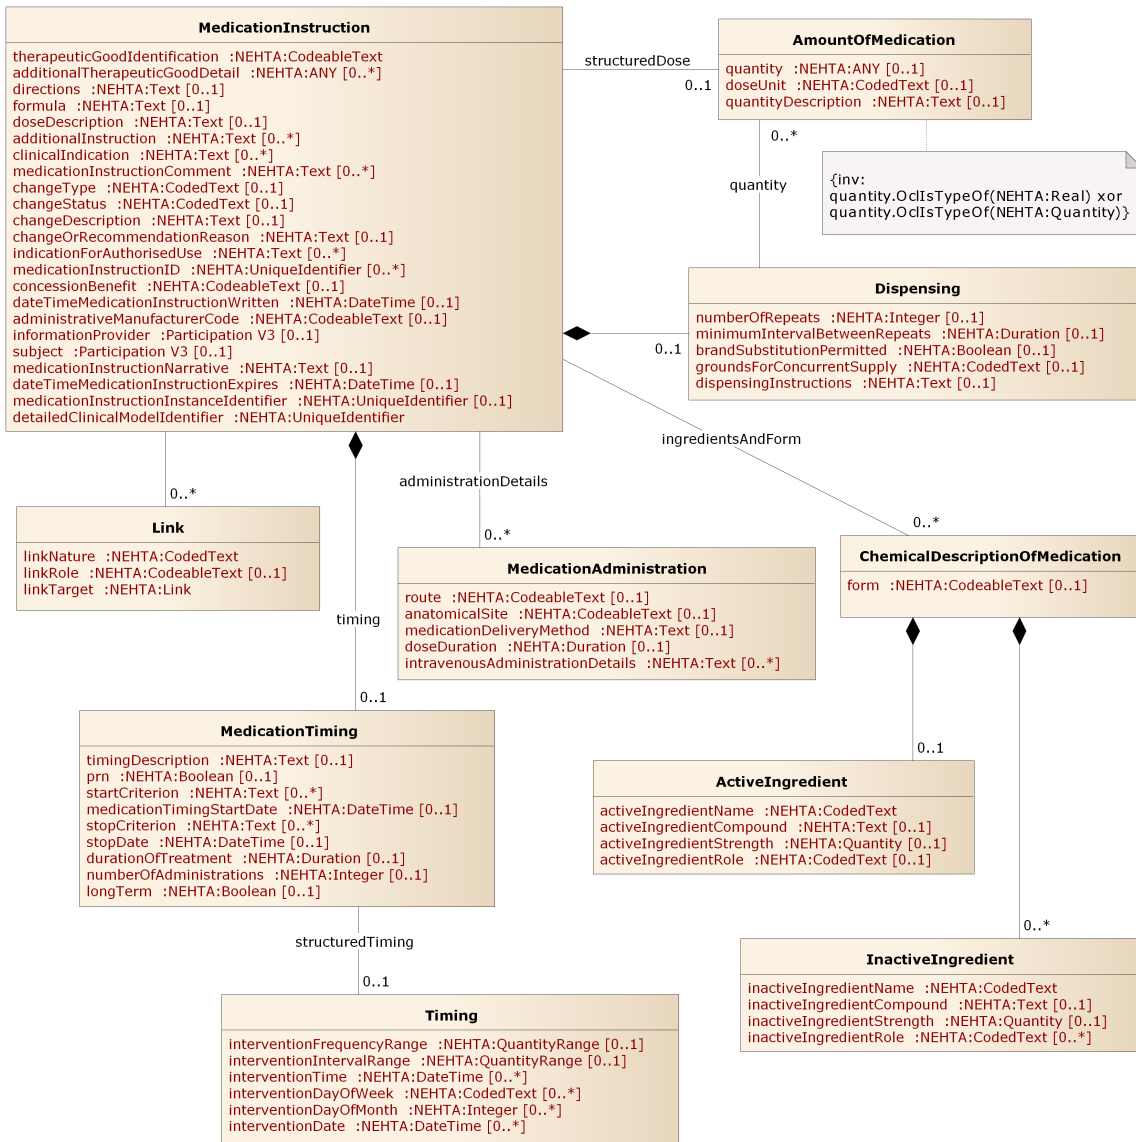 MedicationInstruction
therapeuticGoodIdentification :NEHTA:CodeableText
additionalTherapeuticGoodDetail :NEHTA:ANY [0..*]
directions :NEHTA:Text [0..1]
formula :NEHTA:Text [0..1]
doseDescription :NEHTA:Text [0..1]
additionalInstruction :NEHTA:Text [0..*]
clinicalIndication :NEHTA:Text [0..*]
medicationInstructionComment :NEHTA:Text [0..*]
changeType :NEHTA:CodedText [0..1]
changeStatus :NEHTA:CodedText [0..1]
changeDescription :NEHTA:Text [0..1]
changeOrRecommendationReason :NEHTA:Text [0..1]
indicationForAuthorisedUse :NEHTA:Text [0..*]
medicationInstructionID :NEHTA:UniqueIdentifier [0..*]
concessionBenefit :NEHTA:CodeableText [0..1]
dateTimeMedicationInstructionWritten :NEHTA:DateTime [0..1]
administrativeManufacturerCode :NEHTA:CodeableText [0..1]
informationProvider :Participation V3 [0..1]
subject :Participation V3 [0..1]
medicationInstructionNarrative :NEHTA:Text [0..1]
dateTimeMedicationInstructionExpires :NEHTA:DateTime [0..1]
medicationInstructionInstanceIdentifier :NEHTA:UniqueIdentifier [0..1]
detailedClinicalModelIdentifier :NEHTA:UniqueIdentifier
structuredDose
0..1
AmountOfMedication
quantity :NEHTA:ANY [0..1]
doseUnit :NEHTA:CodedText [0..1]
quantityDescription :NEHTA:Text [0..1]
0..*
quantity
{inv:
quantity.OclIsTypeOf(NEHTA:Real) xor
quantity.OclIsTypeOf(NEHTA:Quantity)}
0..1
Dispensing
numberOfRepeats :NEHTA:Integer [0..1]
minimumIntervalBetweenRepeats :NEHTA:Duration [0..1]
brandSubstitutionPermitted :NEHTA:Boolean [0..1]
groundsForConcurrentSupply :NEHTA:CodedText [0..1]
dispensingInstructions :NEHTA:Text [0..1]
ingredientsAndForm
0..*
0..*
Link
linkNature :NEHTA:CodedText
linkRole :NEHTA:CodeableText [0..1]
linkTarget :NEHTA:Link
administrationDetails
0..*
MedicationAdministration
route :NEHTA:CodeableText [0..1]
anatomicalSite :NEHTA:CodeableText [0..1]
medicationDeliveryMethod :NEHTA:Text [0..1]
doseDuration :NEHTA:Duration [0..1]
intravenousAdministrationDetails :NEHTA:Text [0..*]
ChemicalDescriptionOfMedication
form :NEHTA:CodeableText [0..1]
timing
0..1
MedicationTiming
timingDescription :NEHTA:Text [0..1]
prn :NEHTA:Boolean [0..1]
startCriterion :NEHTA:Text [0..*]
medicationTimingStartDate :NEHTA:DateTime [0..1]
stopCriterion :NEHTA:Text [0..*]
stopDate :NEHTA:DateTime [0..1]
durationOfTreatment :NEHTA:Duration [0..1]
numberOfAdministrations :NEHTA:Integer [0..1]
longTerm :NEHTA:Boolean [0..1]
0..1
ActiveIngredient
activeIngredientName :NEHTA:CodedText
activeIngredientCompound :NEHTA:Text [0..1]
activeIngredientStrength :NEHTA:Quantity [0..1]
activeIngredientRole :NEHTA:CodedText [0..1]
0..*
InactiveIngredient
inactiveIngredientName :NEHTA:CodedText
inactiveIngredientCompound :NEHTA:Text [0..1]
inactiveIngredientStrength :NEHTA:Quantity [0..1]
inactiveIngredientRole :NEHTA:CodedText [0..*]
structuredTiming
0..1
Timing
interventionFrequencyRange :NEHTA:QuantityRange [0..1]
interventionIntervalRange :NEHTA:QuantityRange [0..1]
interventionTime :NEHTA:DateTime [0..*]
interventionDayOfWeek :NEHTA:CodedText [0..*]
interventionDayOfMonth :NEHTA:Integer [0..*]
interventionDate :NEHTA:DateTime [0..*]